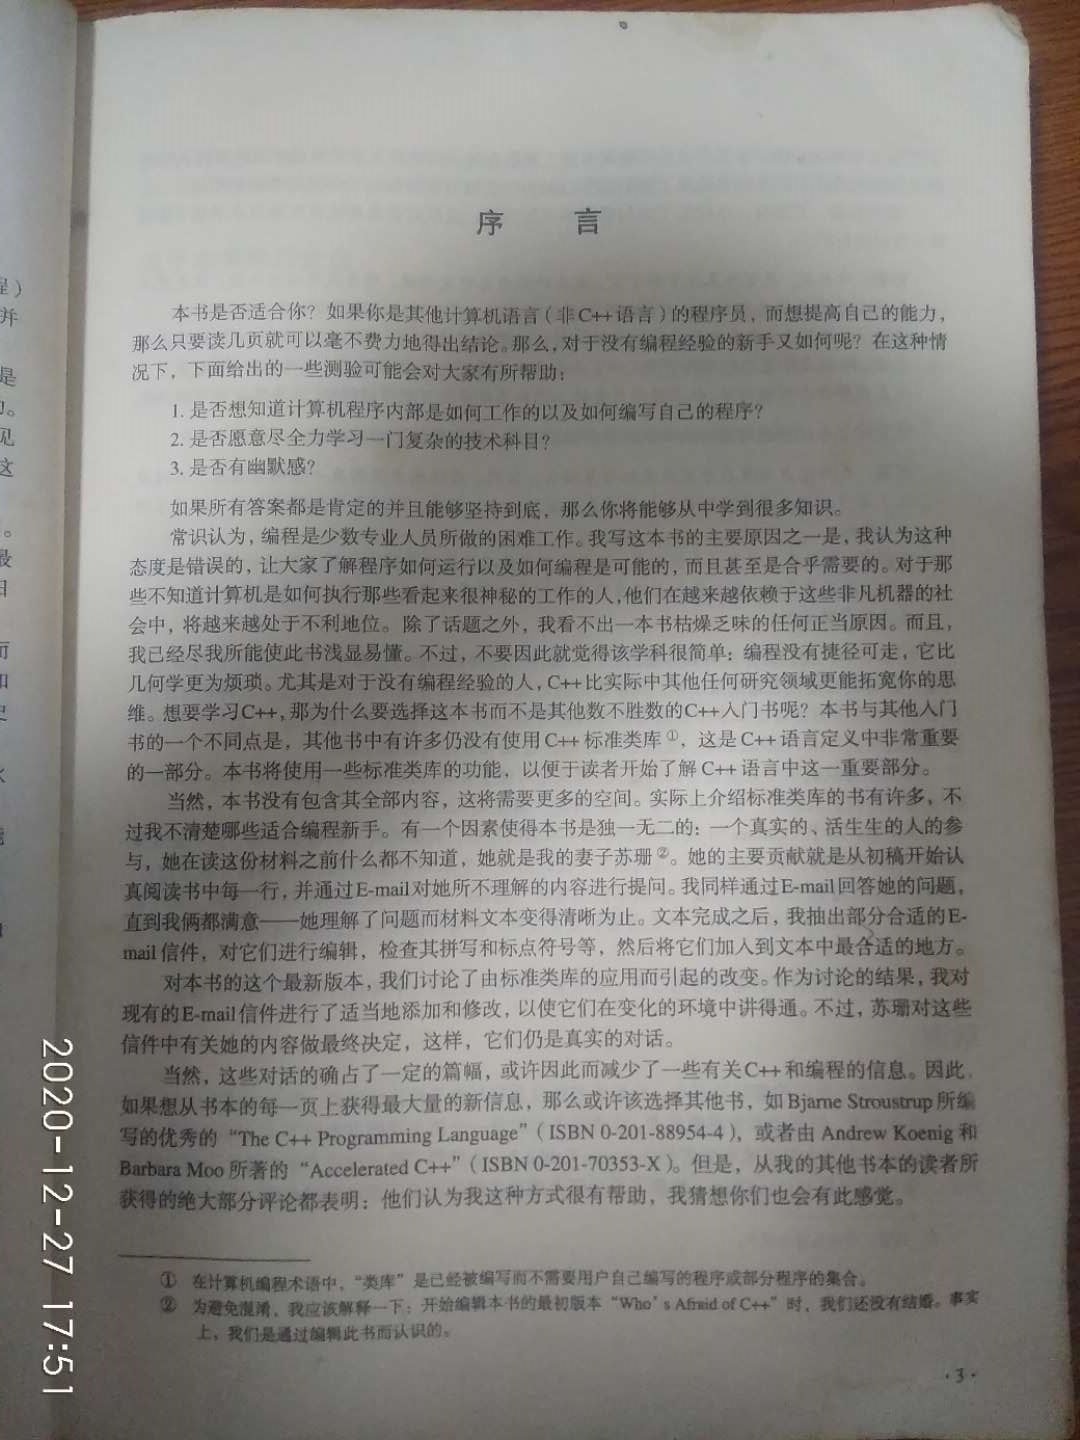 序 言
本书是否适合你？如果你是其他计算机语言（非C++语言）的程序员，而想提高自己的能力，
那么只要读几页就可以毫不费力地得出结论。那么，对于没有编程经验的新手又如何呢？在这种情
况下，下面给出的一些测验可能会对大家有所帮助：
1. 是否想知道计算机程序内部是如何工作的以及如何编写自己的程序？
2. 是否愿意尽全力学习一门复杂的技术科目？
3. 是否有幽默感？
如果所有答案都是肯定的并且能够坚持到底，那么你将能够从中学到很多知识。
常识认为，编程是少数专业人员所做的困难工作。我写这本书的主要原因之一是，我认为这种
态度是错误的，让大家了解程序如何运行以及如何编程是可能的，而且甚至是合乎需要的。对于那
些不知道计算机是如何执行那些看起来很神秘的工作的人，他们在越来越依赖于这些非凡机器的社
会中，将越来越处于不利地位。除了话题之外，我看不出一本书枯燥乏味的任何正当原因。而且，
我已经尽我所能使此书浅显易懂。不过，不要因此就觉得该学科很简单：编程没有捷径可走，它比
几何学更为烦琐。尤其是对于没有编程经验的人，C++比实际中其他任何研究领域更能拓宽你的思
维。想要学习C++，那为什么要选择这本书而不是其他数不胜数的C++入门书呢？本书与其他入门
书的一个不同点是，其他书中有许多仍没有使用C++标准类库①，这是C++语言定义中非常重要
的一部分。本书将使用一些标准类库的功能，以便于读者开始了解C++语言中这一重要部分。
当然，本书没有包含其全部内容，这将需要更多的空间。实际上介绍标准类库的书有许多，不
过我不清楚哪些适合编程新手。有一个因素使得本书是独一无二的：一个真实的、活生生的人的参
与，她在读这份材料之前什么都不知道，她就是我的妻子苏珊②。她的主要贡献就是从初稿开始认
真阅读书中每一行，并通过E-mail对她所不理解的内容进行提问。我同样通过E-mail回答她的问题，
直到我俩都满意——她理解了问题而材料文本变得清晰为止。文本完成之后，我抽出部分合适的E-
mail信件，对它们进行编辑，检查其拼写和标点符号等，然后将它们加入到文本中最合适的地方。
对本书的这个最新版本，我们讨论了由标准类库的应用而引起的改变。作为讨论的结果，我对
现有的E-mail信件进行了适当地添加和修改，以使它们在变化的环境中讲得通。不过，苏珊对这些
信件中有关她的内容做最终决定，这样，它们仍是真实的对话。
当然，这些对话的确占了一定的篇幅，或许因此而减少了一些有关C++和编程的信息。因此，
如果想从书本的每一页上获得最大量的新信息，那么或许该选择其他书，如Bjarne Stroustrup所编
写的优秀的“The C++ Programming Language”（ISBN 0-201-88954-4），或者由Andrew Koenig和
Barbara Moo所著的“Accelerated C++”（ISBN 0-201-70353-X）。但是，从我的其他书本的读者所
获得的绝大部分评论都表明：他们认为我这种方式很有帮助，我猜想你们也会有此感觉。
① 在计算机编程术语中，“类库”是已经被编写而不需要用户自己编写的程序或部分程序的集合。
② 为避免混淆，我应该解释一下：开始编辑本书的最初版本“Who's Afraid of C++”时，我们还没有结婚。事实
上，我们是通过编辑此书而认识的。
·3·
程）
并
是
见
这
。
最
2020-12-27 17:51